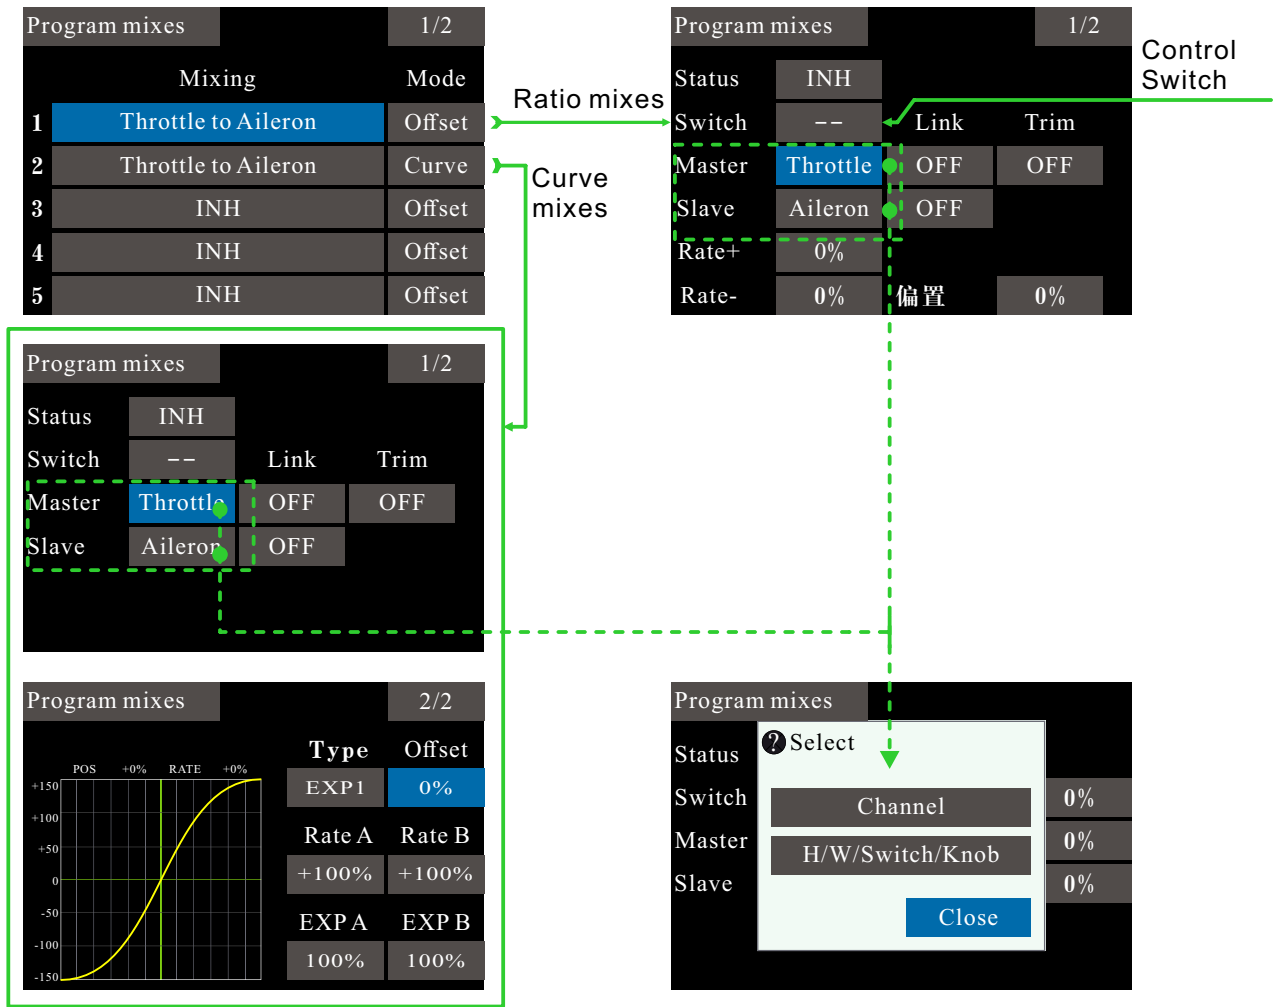 Program mixes 1/2
Mixing Mode
1 Throttle to Aileron Offset
2 Throttle to Aileron Curve
3 INH Offset
4 INH Offset
5 INH Offset
Ratio mixes
Curve
mixes
Program mixes 1/2
Status INH
Switch -- Link Trim
Master Throttle OFF OFF
Slave Aileron OFF
Rate+ 0%
Rate- 0% 偏置 0%
Control
Switch
Program mixes 1/2
Status INH
Switch -- Link Trim
Master Throttle OFF OFF
Slave Aileron OFF
Program mixes 2/2
Type Offset
POS +0% RATE +0%
EXP1 0%
Rate A Rate B
+100% +100%
EXP A EXP B
100% 100%
+150
+100
+50
0
-50
-100
-150
Program mixes
? Select
Status
Switch Channel 0%
Master H/W/Switch/Knob 0%
Slave 0%
Close